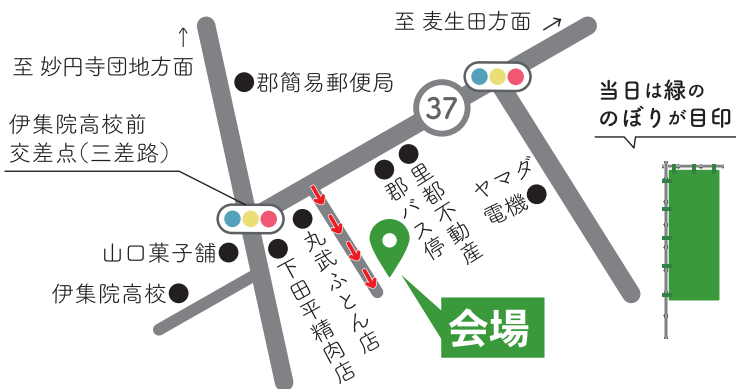 至 麦生田方面
至 妙円寺団地方面
郡簡易郵便局
37
当日は緑の
のぼりが目印
伊集院高校前
交差点(三差路)
里都不動産
郡バス停
ヤマダ
電機
山口菓子舗
伊集院高校
丸武ふとん店
下田平精肉店
会場